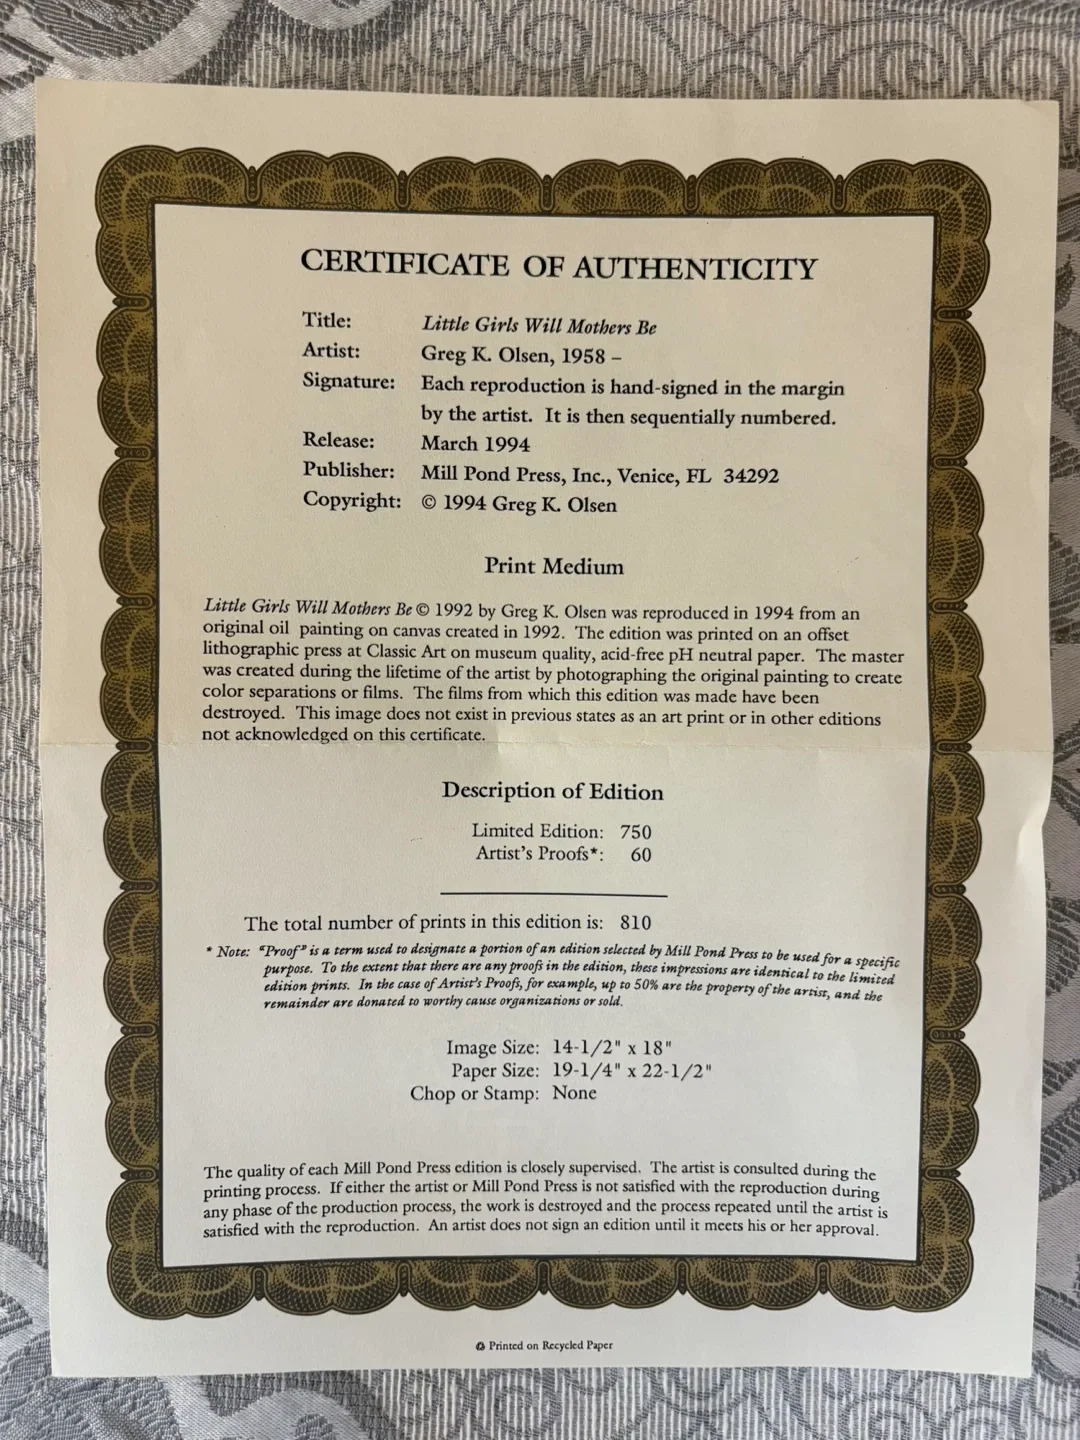 CERTIFICATE OF AUTHENTICITY
Title: Little Girls Will Mothers Be
Artist: Greg K. Olsen, 1958 –
Signature: Each reproduction is hand-signed in the margin
by the artist. It is then sequentially numbered.
Release: March 1994
Publisher: Mill Pond Press, Inc., Venice, FL 34292
Copyright: © 1994 Greg K. Olsen
Print Medium
Little Girls Will Mothers Be © 1992 by Greg K. Olsen was reproduced in 1994 from an
original oil painting on canvas created in 1992. The edition was printed on an offset
lithographic press at Classic Art on museum quality, acid-free pH neutral paper. The master
was created during the lifetime of the artist by photographing the original painting to create
color separations or films. The films from which this edition was made have been
destroyed. This image does not exist in previous states as an art print or in other editions
not acknowledged on this certificate.
Description of Edition
Limited Edition: 750
Artist's Proofs*: 60
The total number of prints in this edition is: 810
* Note: "Proof" is a term used to designate a portion of an edition selected by Mill Pond Press to be used for a specific
purpose. To the extent that there are any proofs in the edition, these impressions are identical to the limited
edition prints. In the case of Artist's Proofs, for example, up to 50% are the property of the artist, and the
remainder are donated to worthy cause organizations or sold.
Image Size: 14-1/2" x 18"
Paper Size: 19-1/4" x 22-1/2"
Chop or Stamp: None
The quality of each Mill Pond Press edition is closely supervised. The artist is consulted during the
printing process. If either the artist or Mill Pond Press is not satisfied with the reproduction during
any phase of the production process, the work is destroyed and the process repeated until the artist is
satisfied with the reproduction. An artist does not sign an edition until it meets his or her approval.
♻ Printed on Recycled Paper